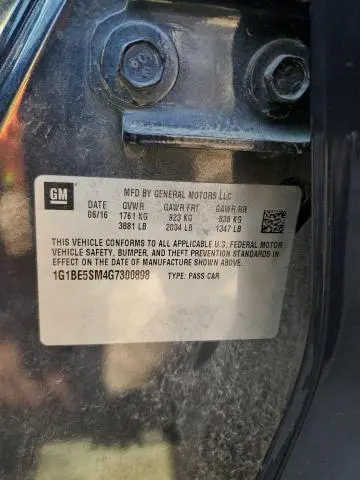 GM
MFD BY GENERAL MOTORS LLC
DATE GVWR GAWR FRT GAWR RR
06/16 1761 KG 923 KG 838 KG
3881 LB 2034 LB 1347 LB
THIS VEHICLE CONFORMS TO ALL APPLICABLE U.S. FEDERAL MOTOR
VEHICLE SAFETY, BUMPER, AND THEFT PREVENTION STANDARDS IN
EFFECT ON THE DATE OF MANUFACTURE SHOWN ABOVE.
1G1BE5SM4G7300898 TYPE: PASS CAR